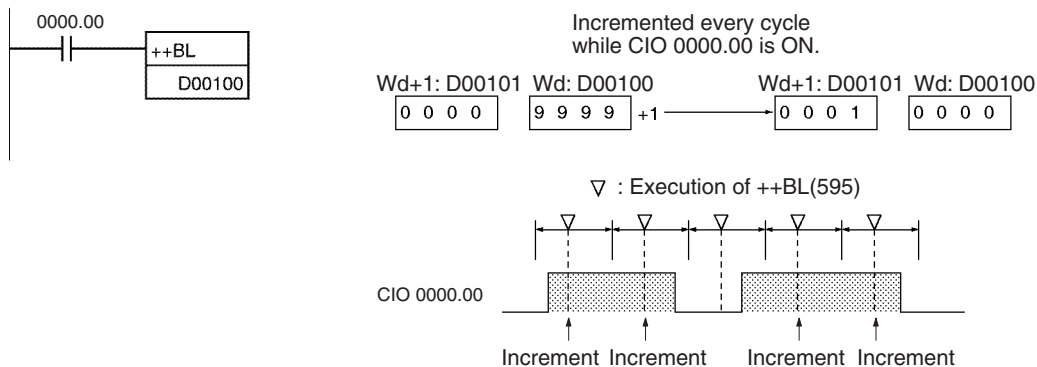 0000.00
++BL
D00100
Incremented every cycle
while CIO 0000.00 is ON.
Wd+1: D00101 Wd: D00100 Wd+1: D00101 Wd: D00100
0 0 0 0 9 9 9 9 +1 0 0 0 1 0 0 0 0
: Execution of ++BL(595)
CIO 0000.00
Increment Increment Increment Increment